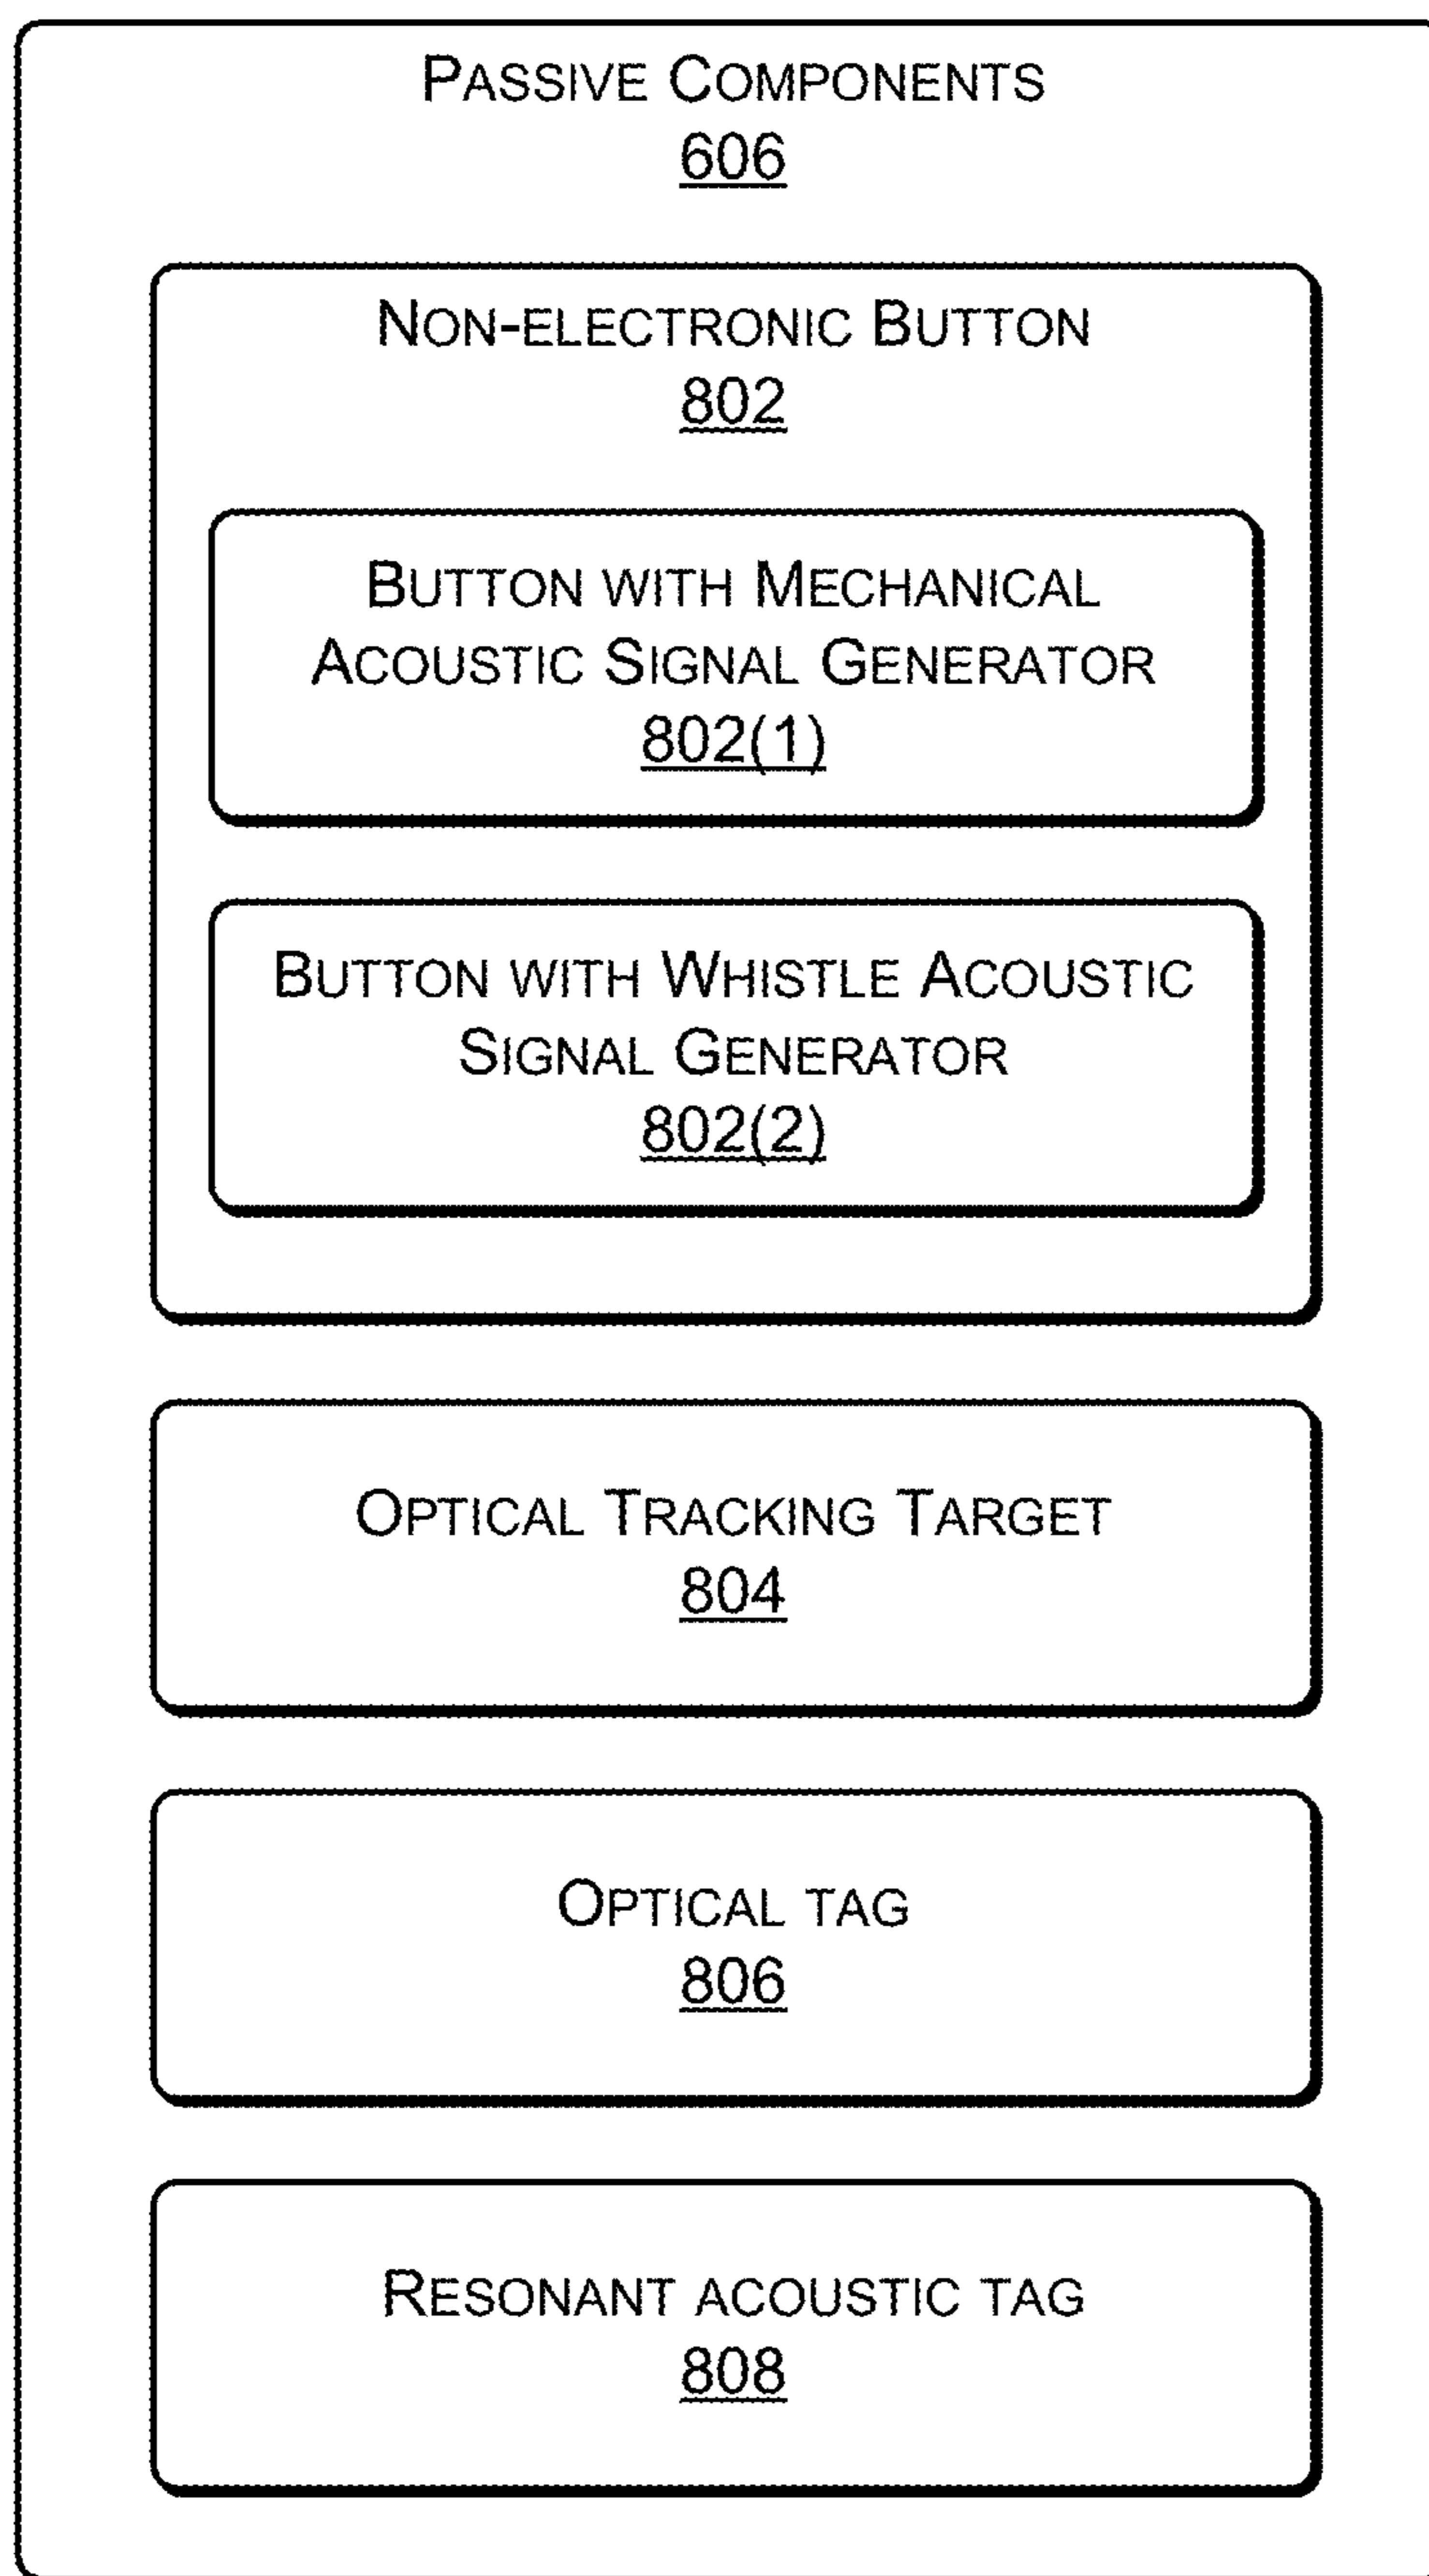 PASSIVE COMPONENTS
606
NON-ELECTRONIC BUTTON
802
BUTTON WITH MECHANICAL
ACOUSTIC SIGNAL GENERATOR
802(1)
BUTTON WITH WHISTLE ACOUSTIC
SIGNAL GENERATOR
802(2)
OPTICAL TRACKING TARGET
804
OPTICAL TAG
806
RESONANT ACOUSTIC TAG
808